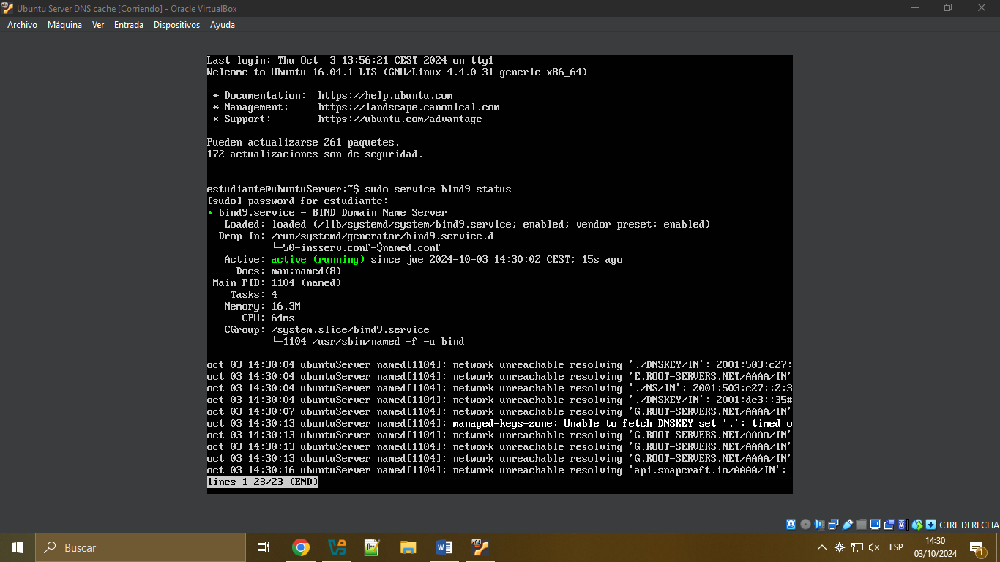 Ubuntu Server DNS cache [Corriendo] - Oracle VirtualBox
Archivo Máquina Ver Entrada Dispositivos Ayuda
Last login: Thu Oct  3 13:56:21 CEST 2024 on tty1
Welcome to Ubuntu 16.04.1 LTS (GNU/Linux 4.4.0-31-generic x86_64)
* Documentation:  https://help.ubuntu.com
* Management:     https://landscape.canonical.com
* Support:        https://ubuntu.com/advantage
Pueden actualizarse 261 paquetes.
172 actualizaciones son de seguridad.
estudiante@ubuntuServer:~$ sudo service bind9 status
[sudo] password for estudiante:
• bind9.service - BIND Domain Name Server
Loaded: loaded (/lib/systemd/system/bind9.service; enabled; vendor preset: enabled)
Drop-In: /run/systemd/generator/bind9.service.d
└─50-insserv.conf-$named.conf
Active: active (running) since jue 2024-10-03 14:30:02 CEST; 15s ago
Docs: man:named(8)
Main PID: 1104 (named)
Tasks: 4
Memory: 16.3M
CPU: 64ms
CGroup: /system.slice/bind9.service
└─1104 /usr/sbin/named -f -u bind
oct 03 14:30:04 ubuntuServer named[1104]: network unreachable resolving './DNSKEY/IN': 2001:503:c27:
oct 03 14:30:04 ubuntuServer named[1104]: network unreachable resolving 'E.ROOT-SERVERS.NET/AAAA/IN'
oct 03 14:30:04 ubuntuServer named[1104]: network unreachable resolving './NS/IN': 2001:503:c27::2:3
oct 03 14:30:04 ubuntuServer named[1104]: network unreachable resolving './DNSKEY/IN': 2001:dc3::35#
oct 03 14:30:07 ubuntuServer named[1104]: network unreachable resolving 'G.ROOT-SERVERS.NET/AAAA/IN'
oct 03 14:30:13 ubuntuServer named[1104]: managed-keys-zone: Unable to fetch DNSKEY set '.': timed o
oct 03 14:30:13 ubuntuServer named[1104]: network unreachable resolving 'G.ROOT-SERVERS.NET/AAAA/IN'
oct 03 14:30:13 ubuntuServer named[1104]: network unreachable resolving 'G.ROOT-SERVERS.NET/AAAA/IN'
oct 03 14:30:13 ubuntuServer named[1104]: network unreachable resolving 'G.ROOT-SERVERS.NET/AAAA/IN'
oct 03 14:30:16 ubuntuServer named[1104]: network unreachable resolving 'api.snapcraft.io/AAAA/IN':
lines 1-23/23 (END)
CTRL DERECHA
Buscar
ESP
14:30
03/10/2024
1